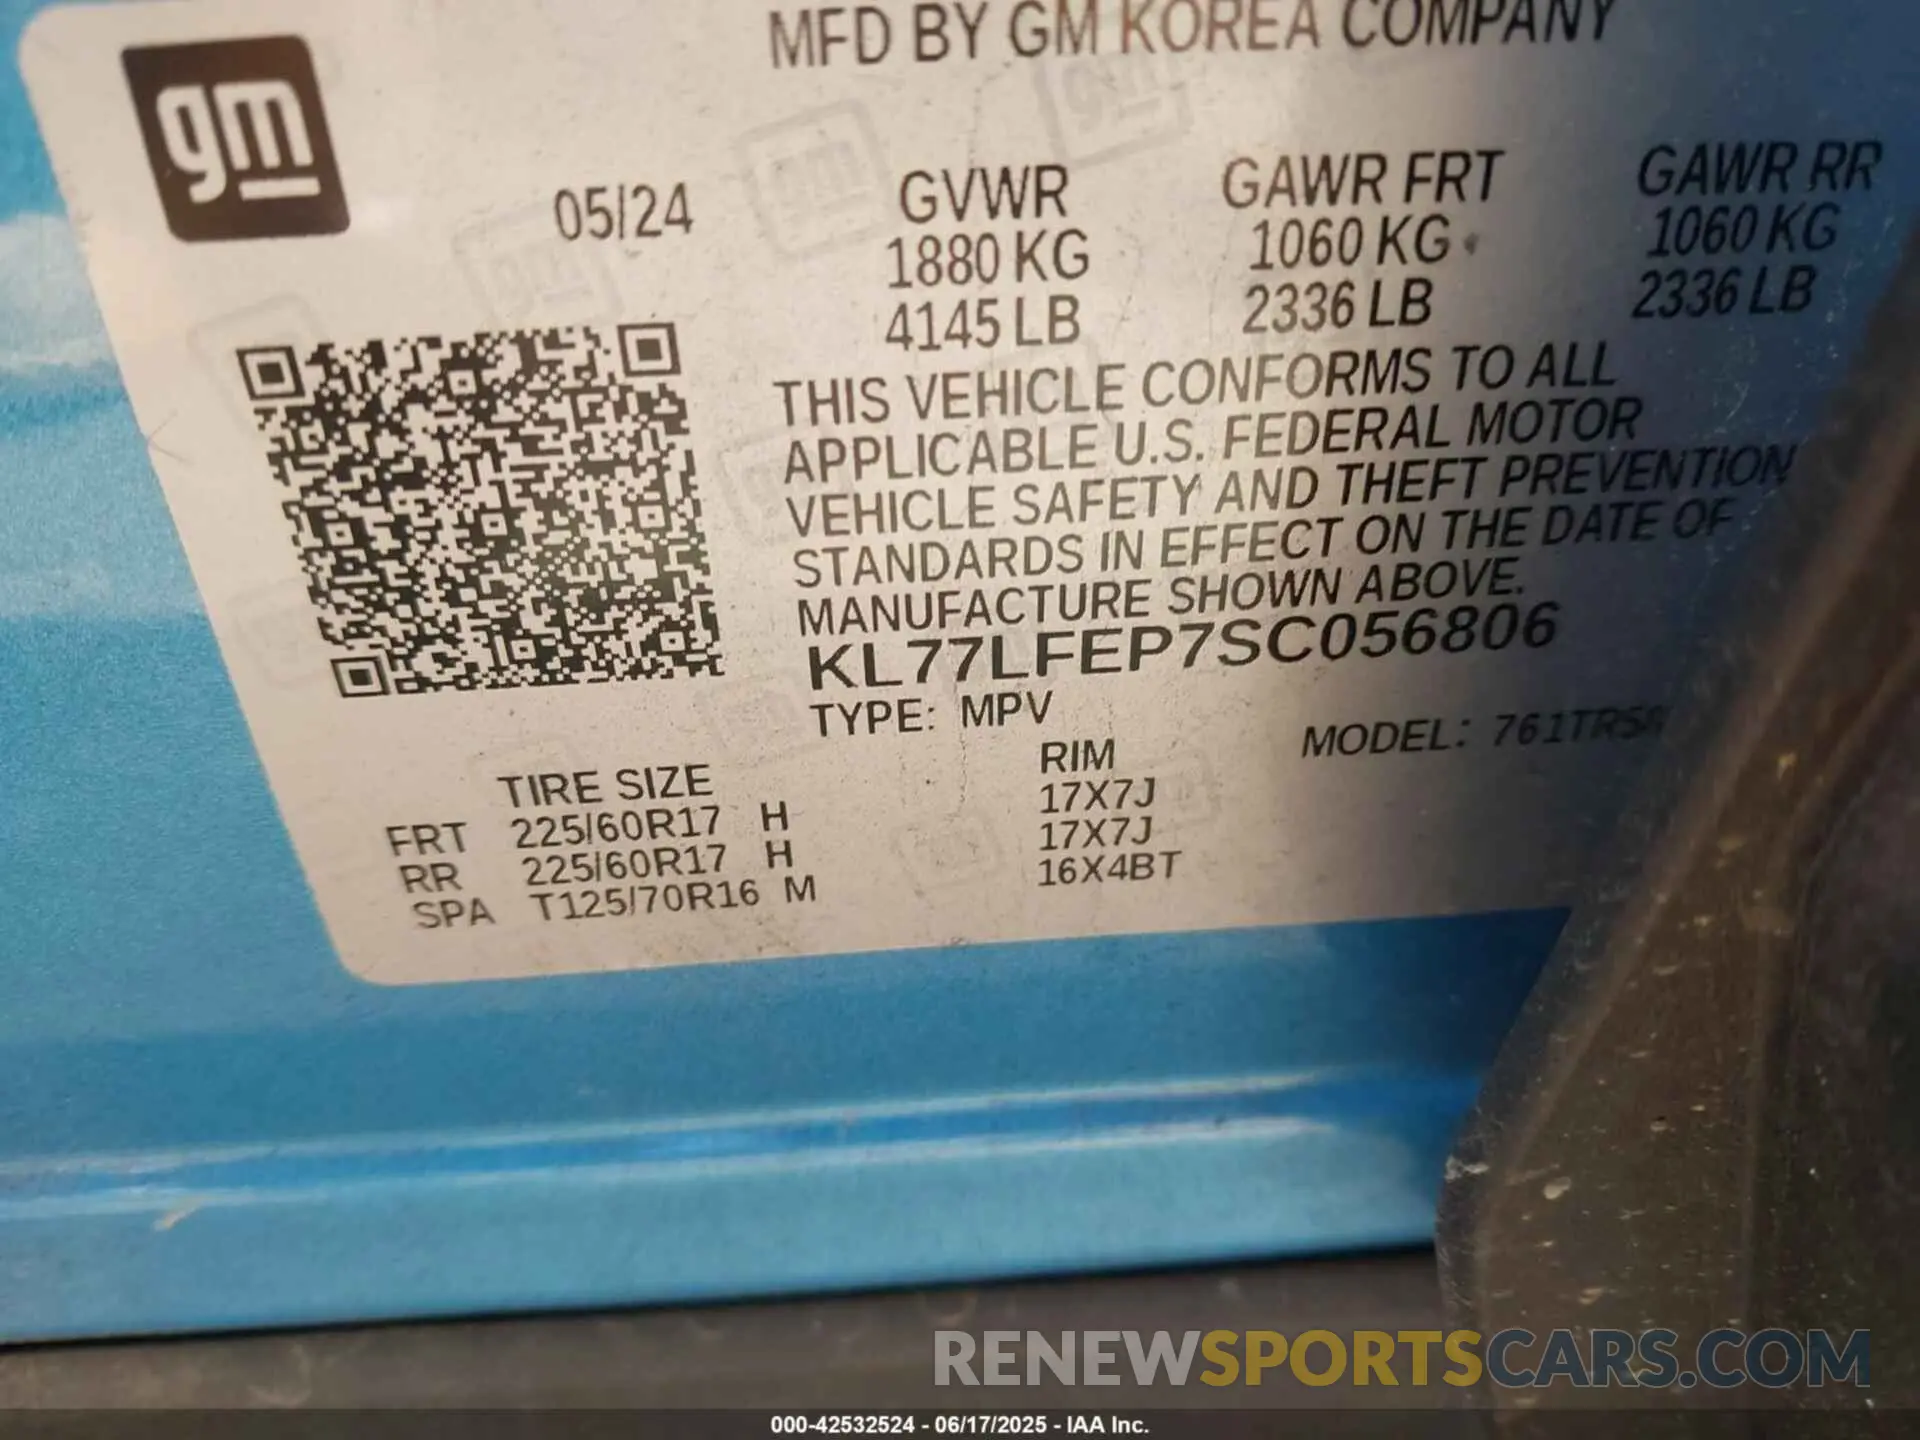 MFD BY GM KOREA COMPANY
gm
05/24
GVWR GAWR FRT GAWR RR
1880 KG 1060 KG 1060 KG
4145 LB 2336 LB 2336 LB
THIS VEHICLE CONFORMS TO ALL
APPLICABLE U.S. FEDERAL MOTOR
VEHICLE SAFETY AND THEFT PREVENTION
STANDARDS IN EFFECT ON THE DATE OF
MANUFACTURE SHOWN ABOVE.
KL77LFEP7SC056806
TYPE: MPV MODEL:
TIRE SIZE RIM
FRT 225/60R17 H 17X7J
RR 225/60R17 H 17X7J
SPA T125/70R16 M 16X4BT
RENEWSPORTSCARS.COM
000-42532524 - 06/17/2025 - IAA Inc.